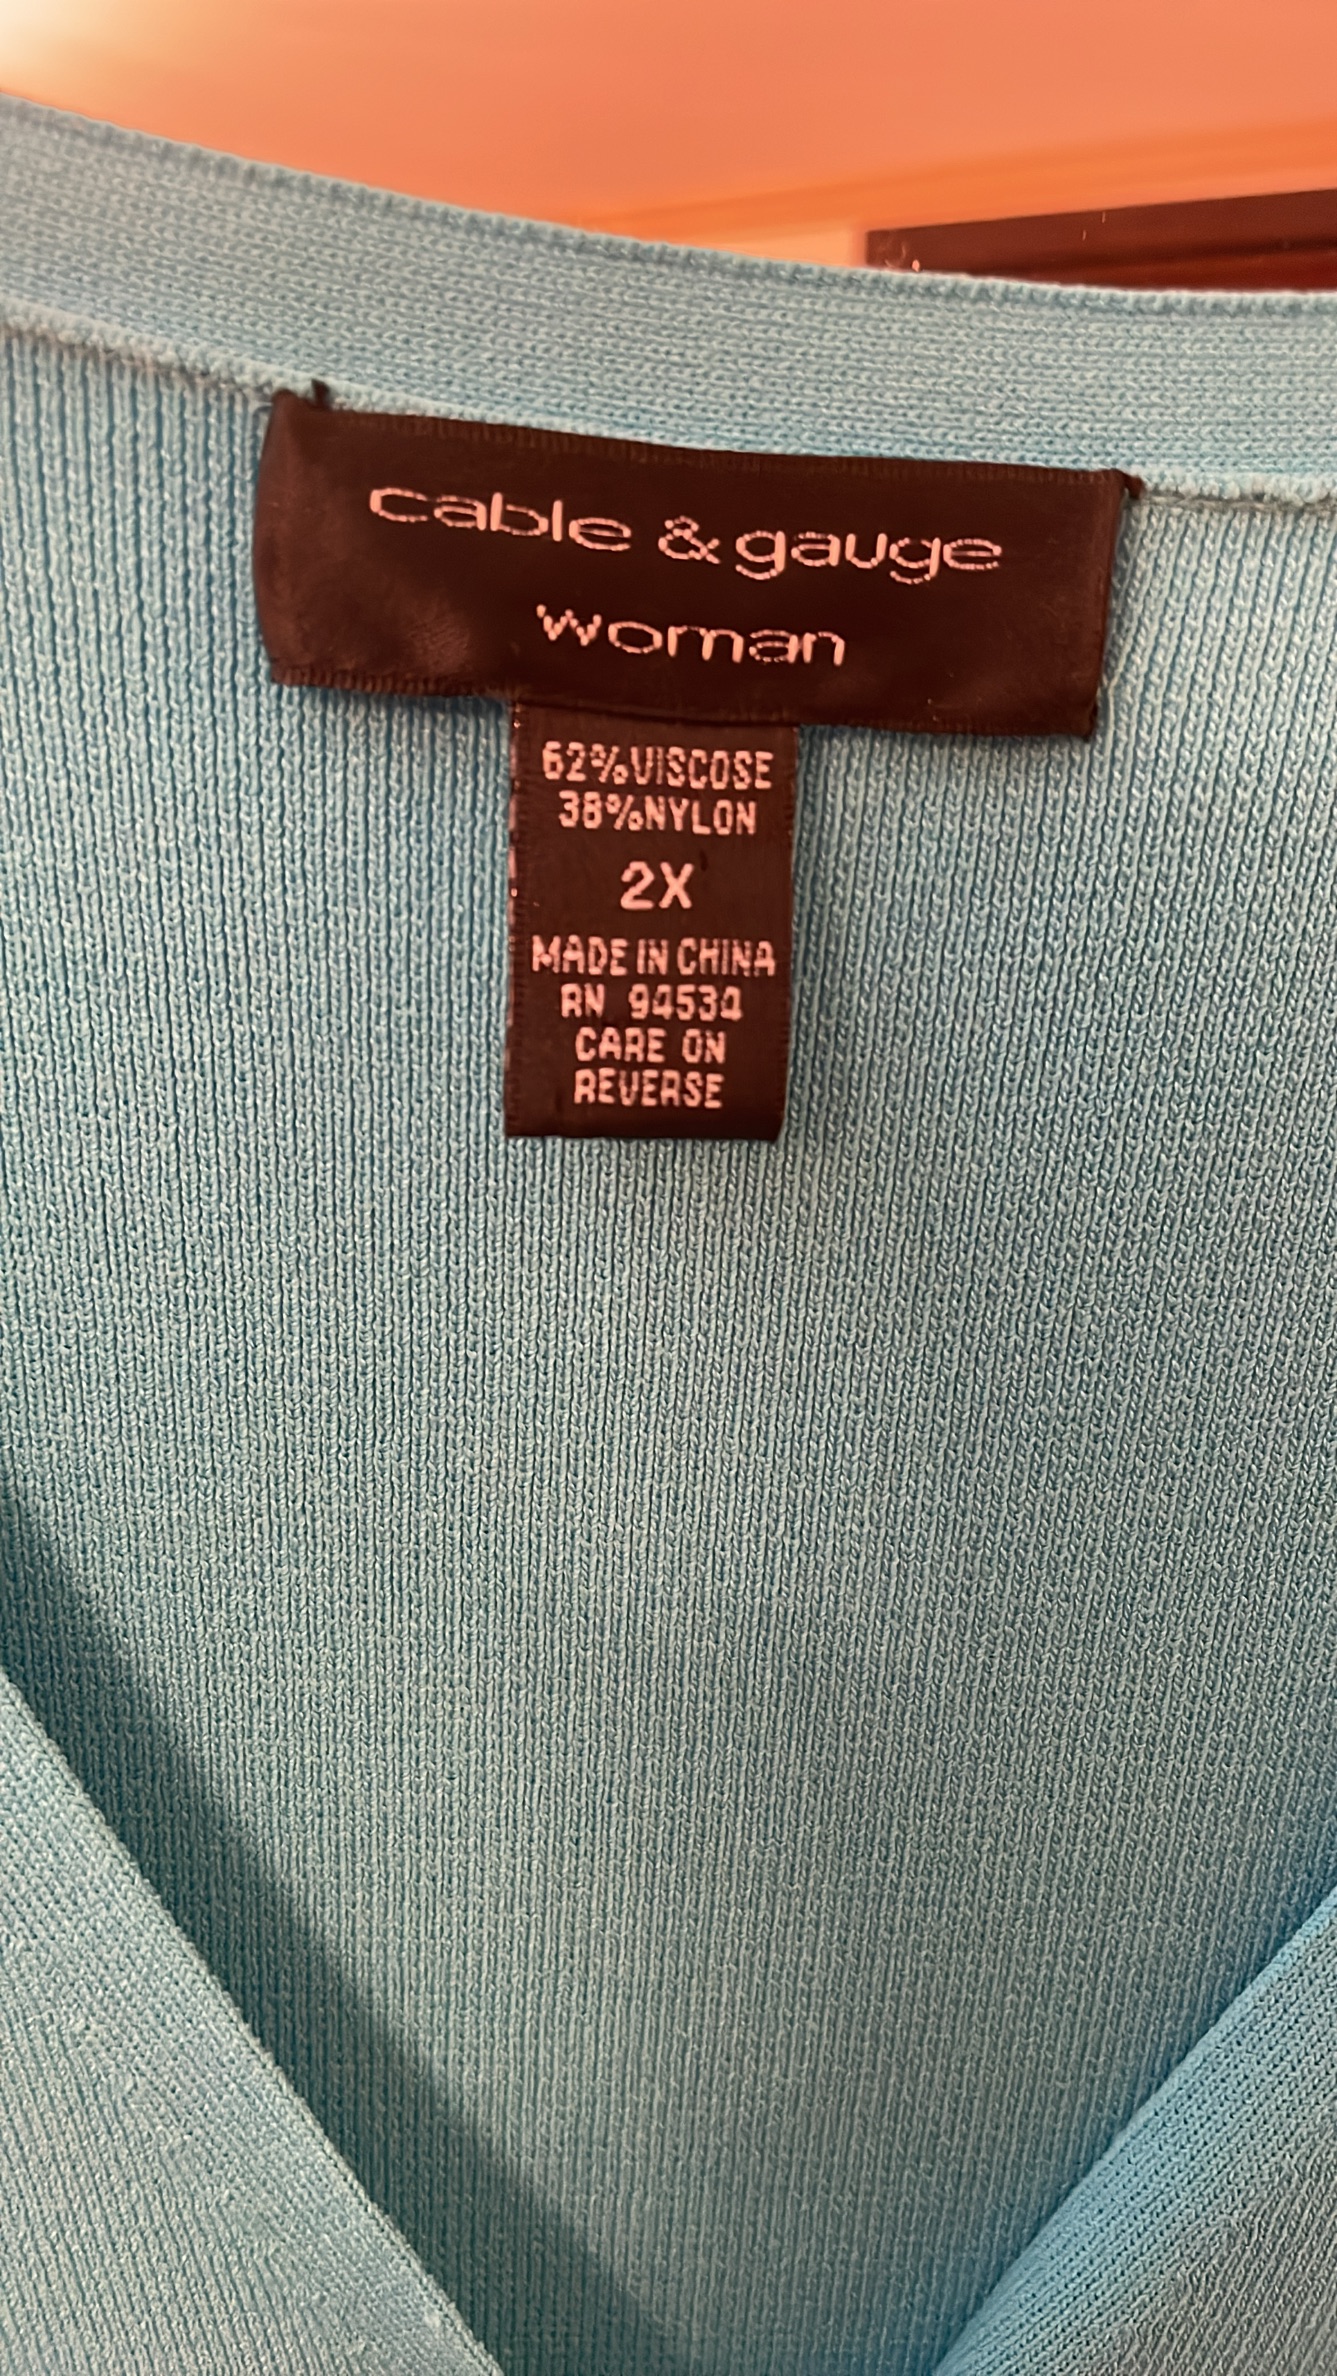 cable & gauge
woman
62%VISCOSE
38%NYLON
2X
MADE IN CHINA
RN 94534
CARE ON
REVERSE